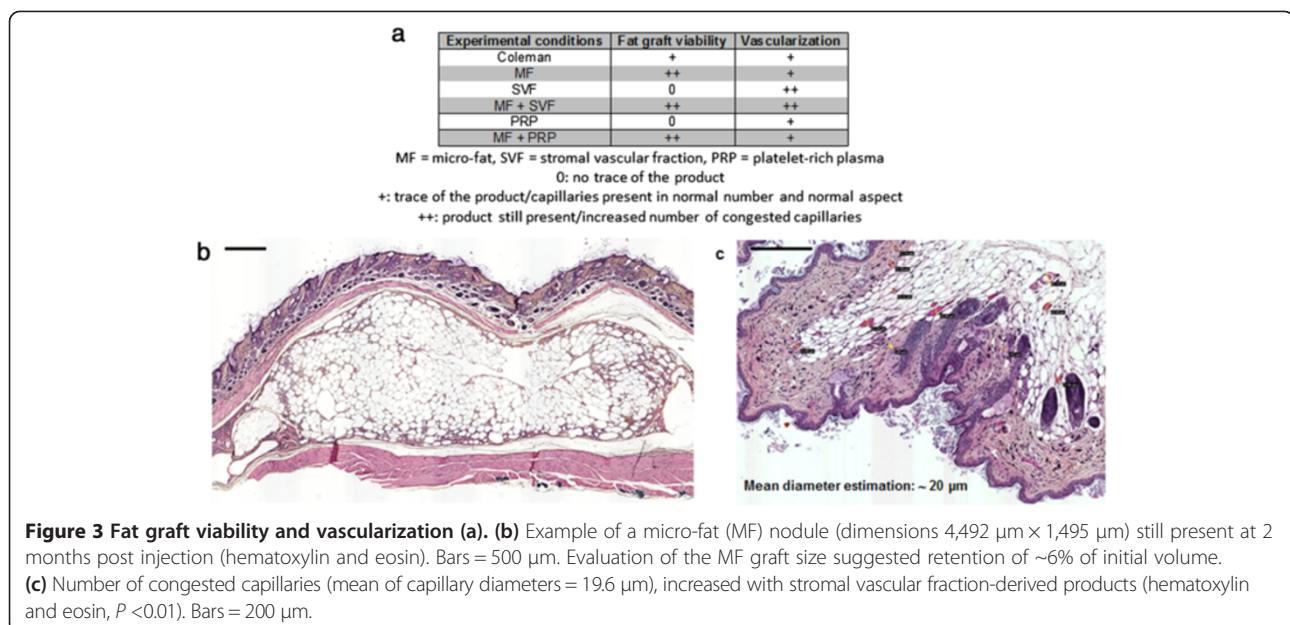 a
Experimental conditions Fat graft viability Vascularization
Coleman + +
MF ++ +
SVF 0 ++
MF + SVF ++ ++
PRP 0 +
MF + PRP ++ +
MF = micro-fat, SVF = stromal vascular fraction, PRP = platelet-rich plasma
0: no trace of the product
+: trace of the product/capillaries present in normal number and normal aspect
++: product still present/increased number of congested capillaries
b
c
Mean diameter estimation: ~ 20 µm
Figure 3 Fat graft viability and vascularization (a). (b) Example of a micro-fat (MF) nodule (dimensions 4,492 µm × 1,495 µm) still present at 2
months post injection (hematoxylin and eosin). Bars = 500 µm. Evaluation of the MF graft size suggested retention of ~6% of initial volume.
(c) Number of congested capillaries (mean of capillary diameters = 19.6 µm), increased with stromal vascular fraction-derived products (hematoxylin
and eosin, P <0.01). Bars = 200 µm.